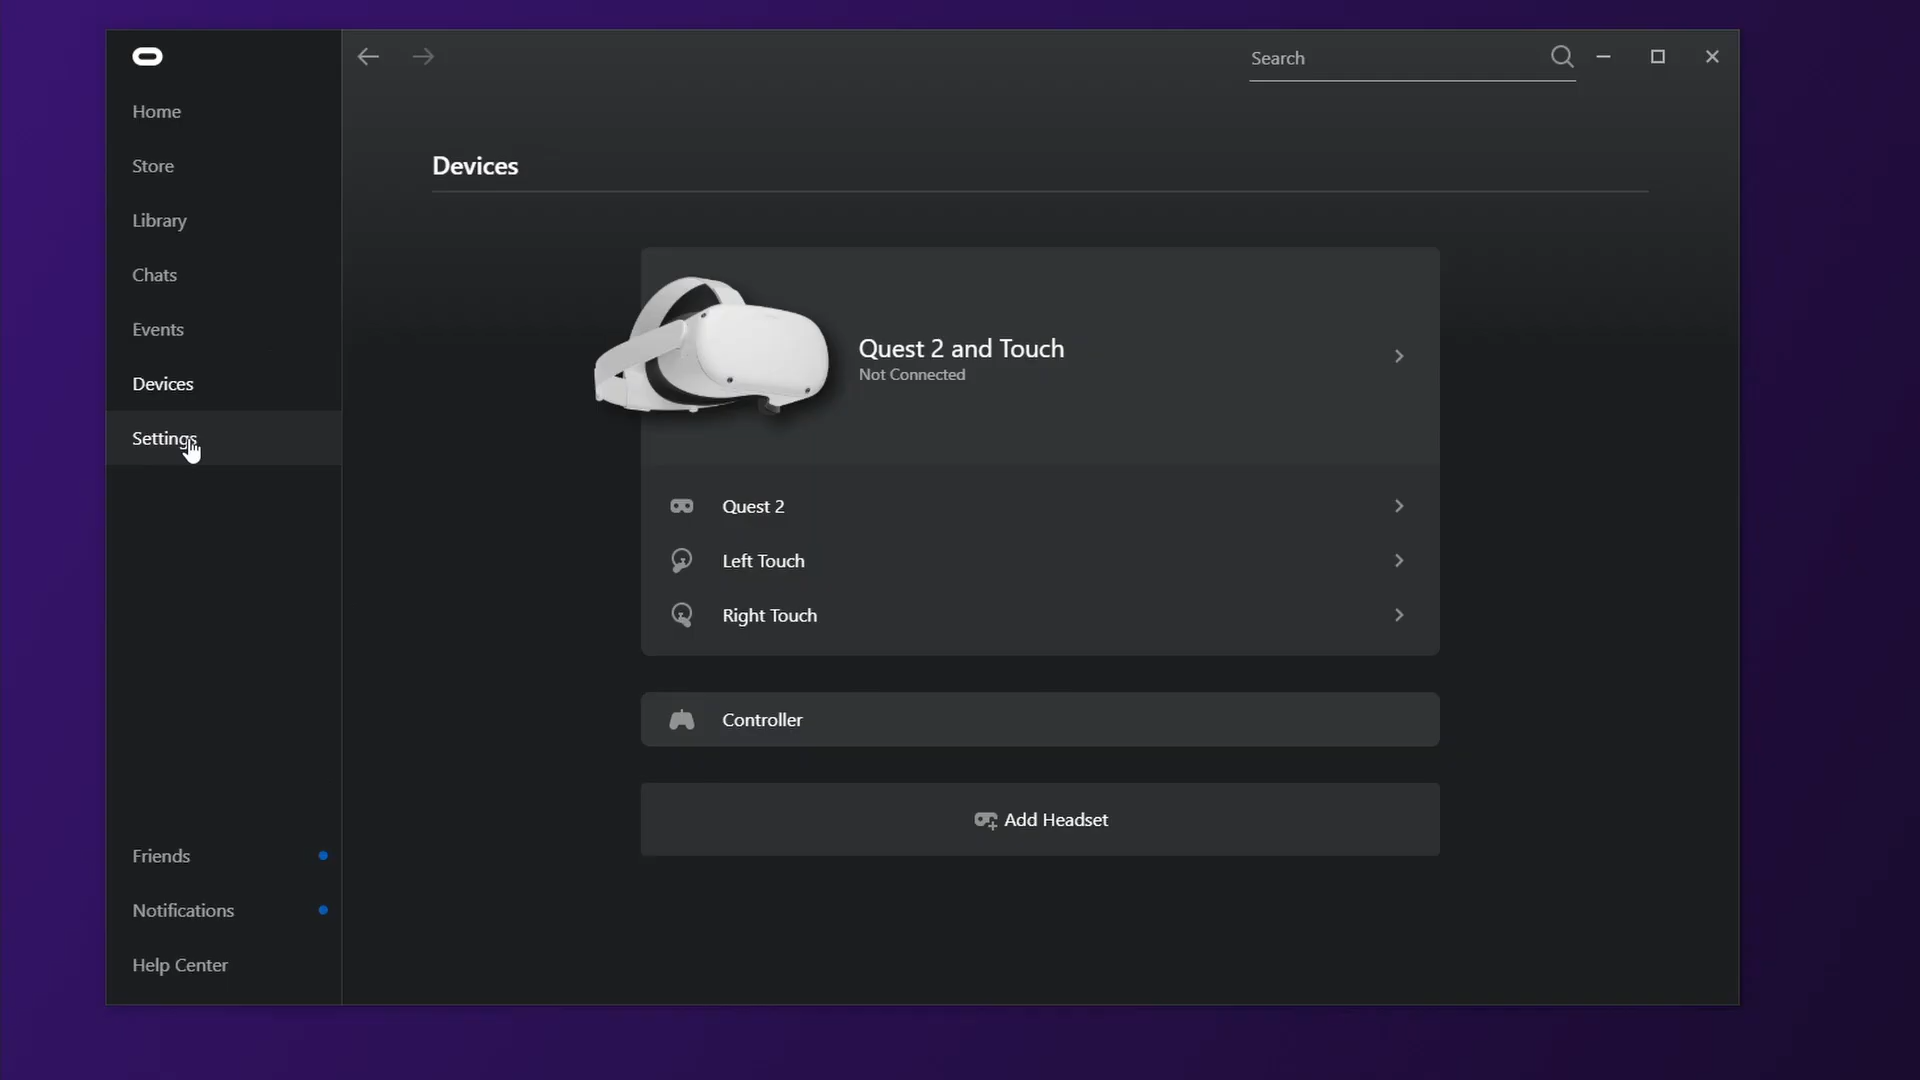 Search
Home
Store
Library
Chats
Events
Devices
Settings
Friends
Notifications
Help Center
Devices
Quest 2 and Touch
Not Connected
Quest 2
Left Touch
Right Touch
Controller
Add Headset